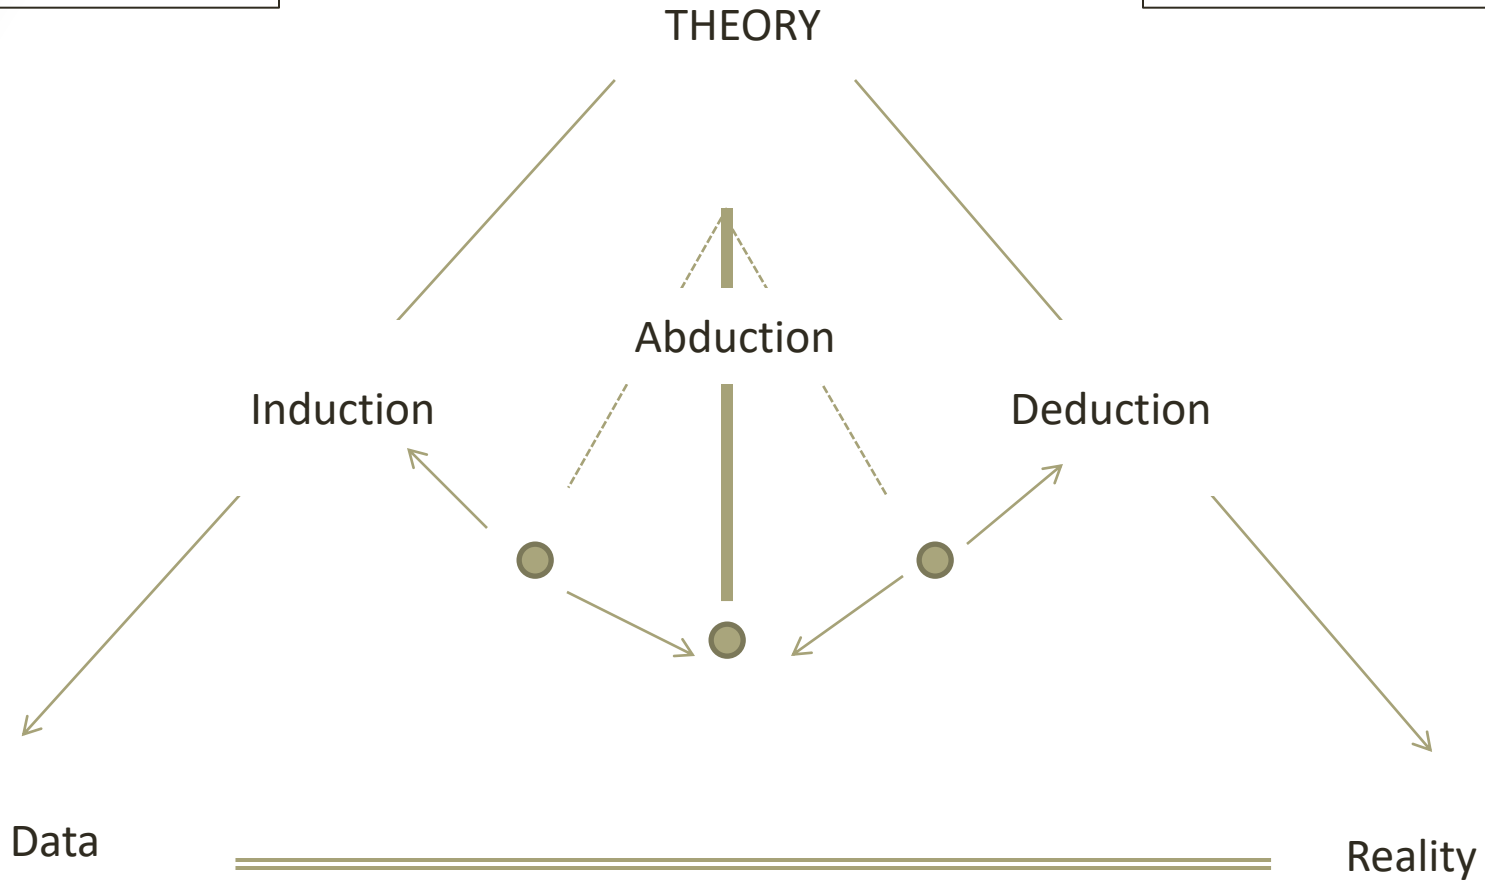 THEORY
Abduction
Induction
Deduction
Data
Reality